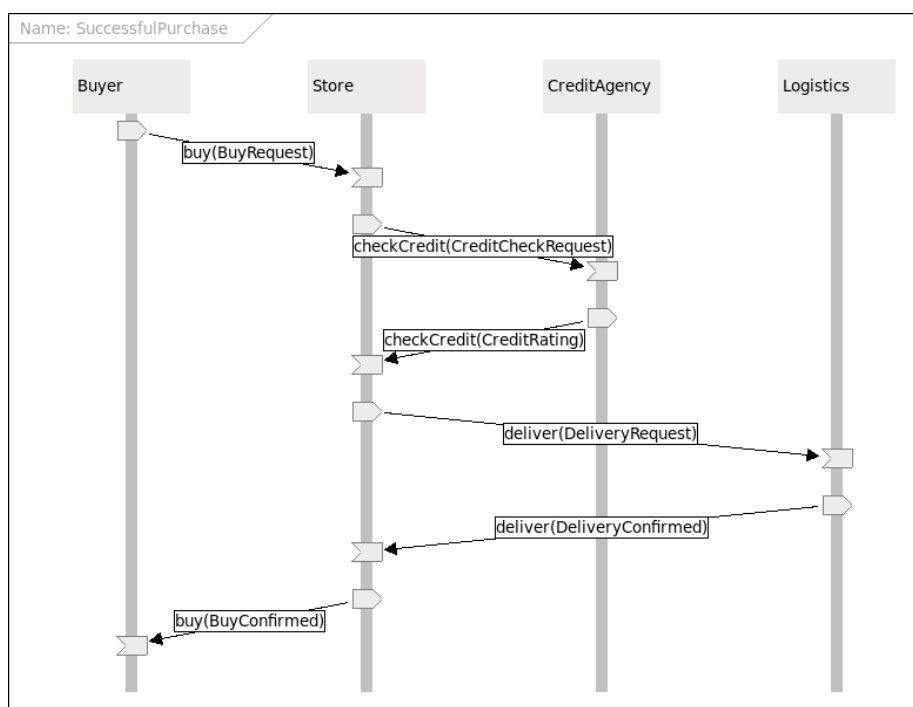 Name: SuccessfulPurchase
Buyer
Store
CreditAgency
Logistics
buy(BuyRequest)
checkCredit(CreditCheckRequest)
checkCredit(CreditRating)
deliver(DeliveryRequest)
deliver(DeliveryConfirmed)
buy(BuyConfirmed)